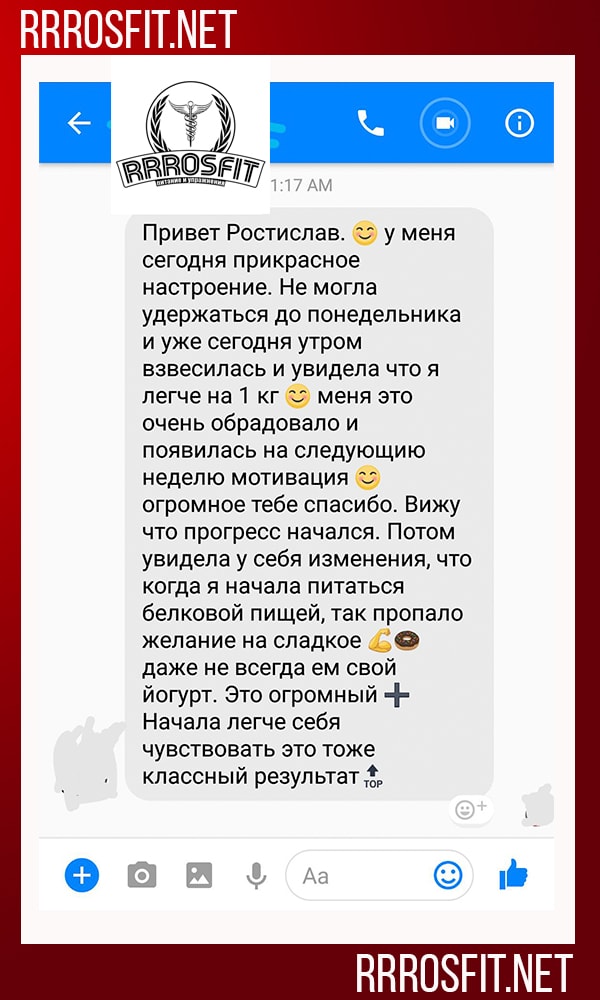 RRROSFIT.NET
RRROSFIT
питание и упражнения
1:17 AM
Привет Ростислав. 😊 у меня
сегодня прикрасное
настроение. Не могла
удержаться до понедельника
и уже сегодня утром
взвесилась и увидела что я
легче на 1 кг 😊 меня это
очень обрадовало и
появилась на следующию
неделю мотивация 😊
огромное тебе спасибо. Вижу
что прогресс начался. Потом
увидела у себя изменения, что
когда я начала питаться
белковой пищей, так пропало
желание на сладкое 💪🍩
даже не всегда ем свой
йогурт. Это огромный ➕
Начала легче себя
чувствовать это тоже
классный результат 🔝
Aa
RRROSFIT.NET